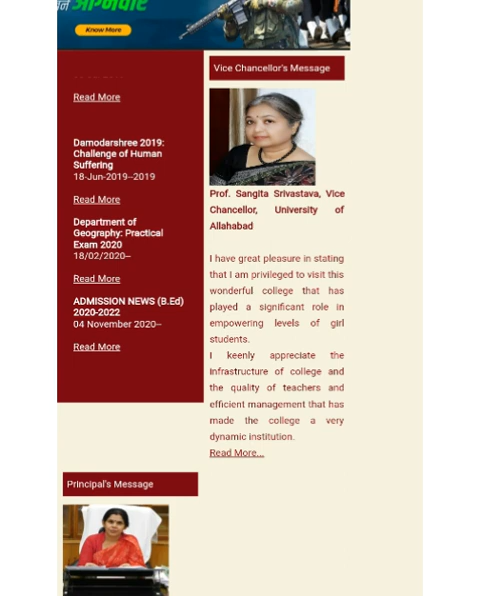 Know More
Read More
Damodarshree 2019:
Challenge of Human
Suffering
18-Jun-2019--2019
Read More
Department of
Geography: Practical
Exam 2020
18/02/2020--
Read More
ADMISSION NEWS (B.Ed)
2020-2022
04 November 2020--
Read More
Vice Chancellor's Message
Prof. Sangita Srivastava, Vice
Chancellor, University of
Allahabad
I have great pleasure in stating
that I am privileged to visit this
wonderful college that has
played a significant role in
empowering levels of girl
students.
I keenly appreciate the
infrastructure of college and
the quality of teachers and
efficient management that has
made the college a very
dynamic institution.
Read More...
Principal's Message